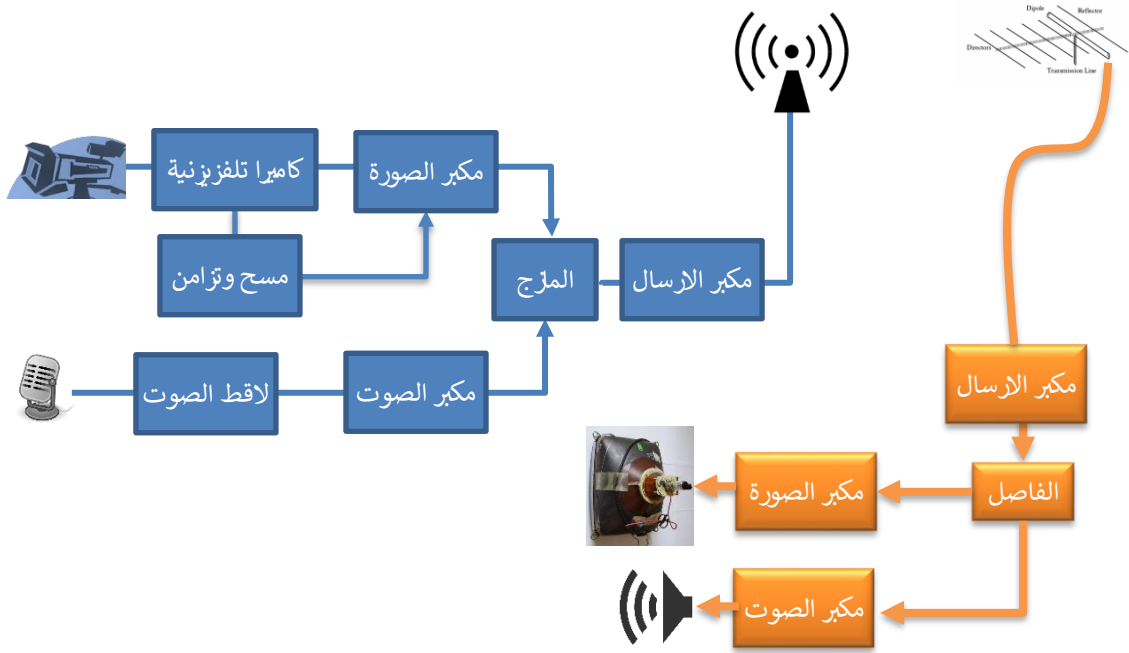 Dipole
Reflector
Directors
Transmission Line
كاميرا تلفزيزنية
مكبر الصورة
مسح وتزامن
المازج
مكبر الارسال
لاقط الصوت
مكبر الصوت
مكبر الارسال
الفاصل
مكبر الصورة
مكبر الصوت